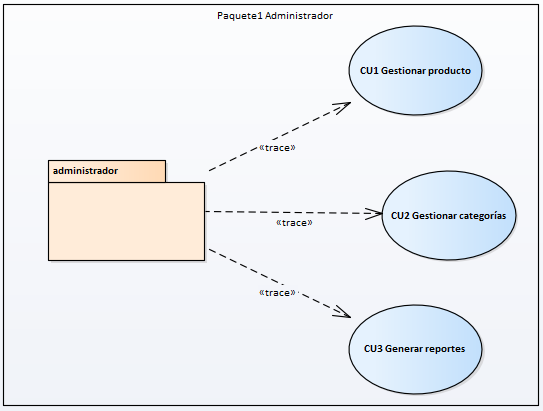 Paquete1 Administrador
CU1 Gestionar producto
«trace»
administrador
CU2 Gestionar categorías
«trace»
«trace»
CU3 Generar reportes